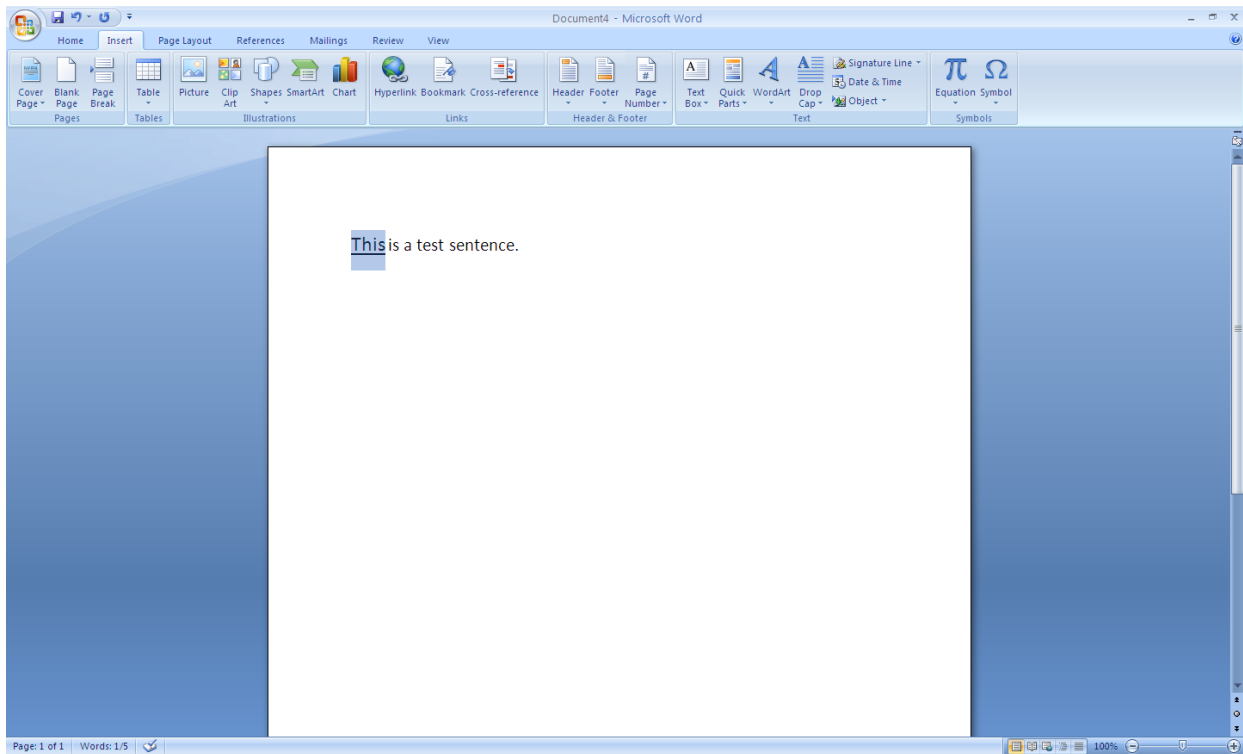 Document4 - Microsoft Word
Home Insert Page Layout References Mailings Review View
Cover Page Blank Page Page Break Table Picture Clip Art Shapes SmartArt Chart Hyperlink Bookmark Cross-reference Header Footer Page Number Text Box Quick Parts WordArt Drop Cap Signature Line Date & Time Object Equation Symbol
Pages Tables Illustrations Links Header & Footer Text Symbols
This is a test sentence.
Page: 1 of 1 Words: 1/5 100%